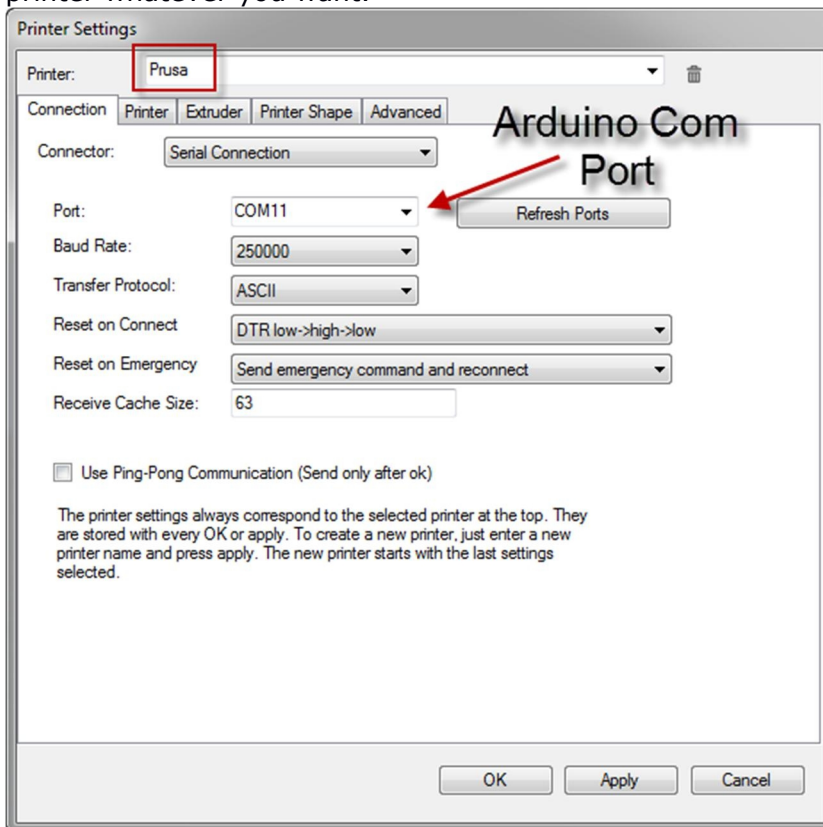 printer whatever you want.
Printer Settings
Printer: Prusa
Connection Printer Extruder Printer Shape Advanced
Arduino Com
Port
Connector: Serial Connection
Port: COM11 Refresh Ports
Baud Rate: 250000
Transfer Protocol: ASCII
Reset on Connect DTR low->high->low
Reset on Emergency Send emergency command and reconnect
Receive Cache Size: 63
Use Ping-Pong Communication (Send only after ok)
The printer settings always correspond to the selected printer at the top. They
are stored with every OK or apply. To create a new printer, just enter a new
printer name and press apply. The new printer starts with the last settings
selected.
OK Apply Cancel